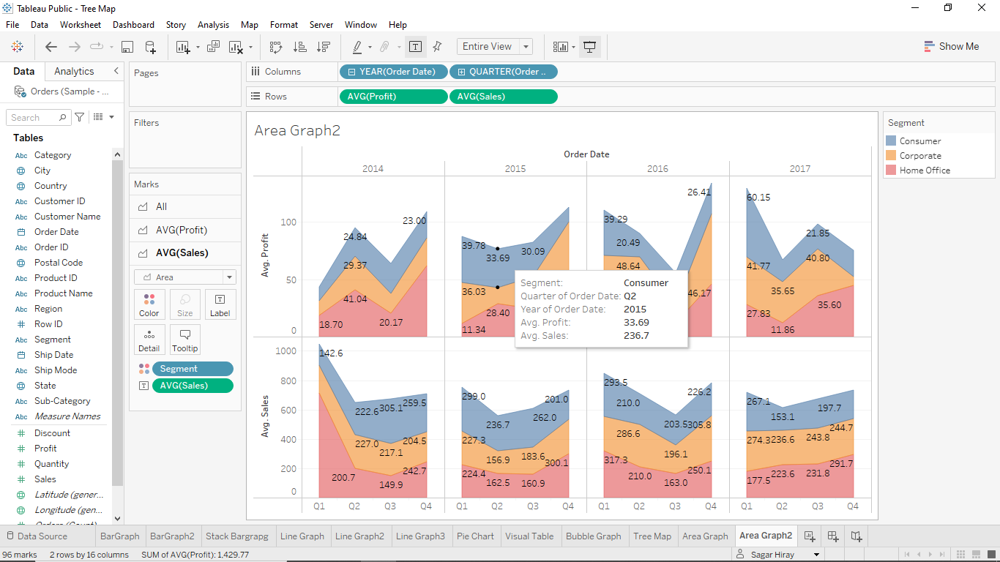 Tableau Public - Tree Map
File Data Worksheet Dashboard Story Analysis Map Format Server Window Help
Entire View
Show Me
Data Analytics
Orders (Sample - ...
Search
Tables
Category
City
Country
Customer ID
Customer Name
Order Date
Order ID
Postal Code
Product ID
Product Name
Region
Row ID
Segment
Ship Date
Ship Mode
State
Sub-Category
Measure Names
Discount
Profit
Quantity
Sales
Latitude (gener...
Longitude (gen...
Orders (Count)
Pages
Filters
Marks
All
AVG(Profit)
AVG(Sales)
Area
Color Size Label
Detail Tooltip
Segment
AVG(Sales)
Columns YEAR(Order Date) QUARTER(Order ..
Rows AVG(Profit) AVG(Sales)
Area Graph2
Order Date
2014 2015 2016 2017
Avg. Profit
100
50
0
23.00
24.84
29.37
41.04
18.70
20.17
39.78
33.69
30.09
36.03
28.40
11.34
26.41
39.29
20.49
48.64
46.17
60.15
21.85
41.77
40.80
35.65
35.60
27.83
11.86
Segment: Consumer
Quarter of Order Date: Q2
Year of Order Date: 2015
Avg. Profit: 33.69
Avg. Sales: 236.7
Avg. Sales
1000
800
600
400
200
0
142.6
222.6 305.1 259.5
227.0 217.1 204.5
200.7 149.9 242.7
299.0 236.7 262.0 201.0
227.3 156.9 183.6 300.1
224.4 162.5 160.9
293.5 210.0 203.5 226.2
286.6 196.1 305.8
317.3 210.0 163.0 250.1
267.1 153.1 197.7
274.3 236.6 243.8 244.7
177.5 223.6 231.8 291.7
Q1 Q2 Q3 Q4 Q1 Q2 Q3 Q4 Q1 Q2 Q3 Q4 Q1 Q2 Q3 Q4
Segment
Consumer
Corporate
Home Office
Data Source BarGraph BarGraph2 Stack Bargrapg Line Graph Line Graph2 Line Graph3 Pie Chart Visual Table Bubble Graph Tree Map Area Graph Area Graph2
96 marks 2 rows by 16 columns SUM of AVG(Profit): 1,429.77 Sagar Hiray